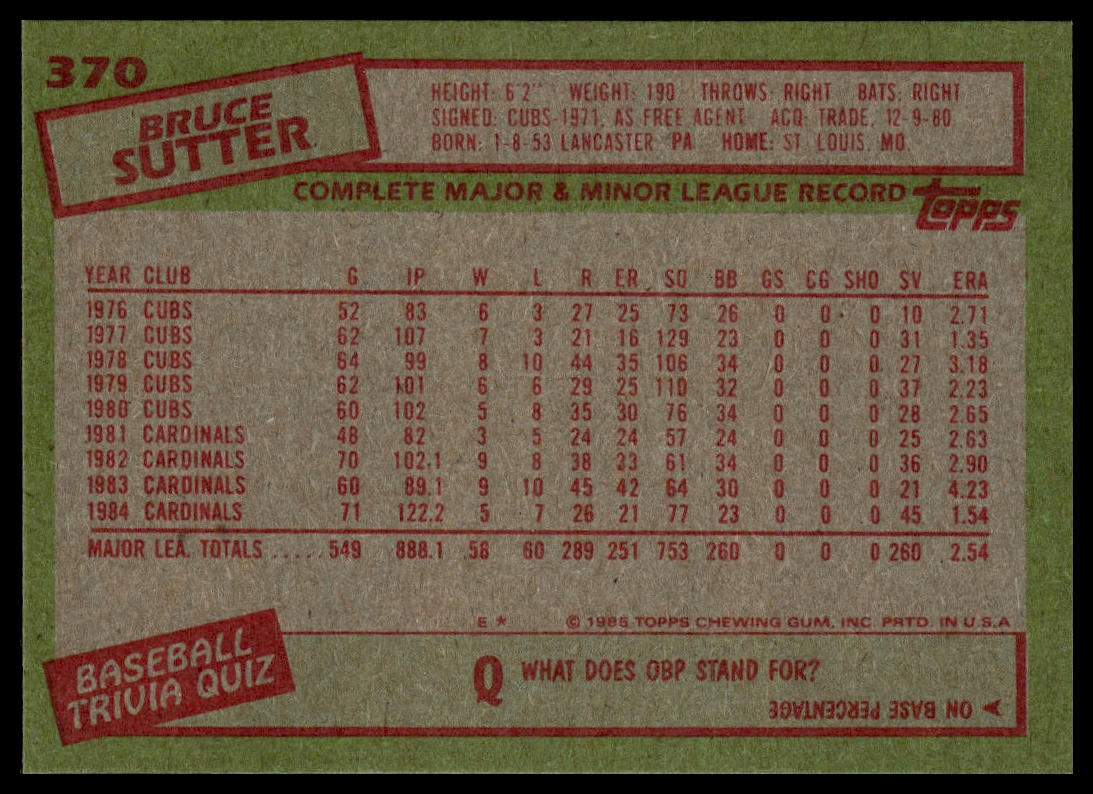 370
BRUCE
SUTTER
HEIGHT: 6'2" WEIGHT: 190 THROWS: RIGHT BATS: RIGHT
SIGNED: CUBS-1971, AS FREE AGENT ACQ: TRADE, 12-9-80
BORN: 1-8-53 LANCASTER, PA HOME: ST. LOUIS, MO.
COMPLETE MAJOR & MINOR LEAGUE RECORD
topps
YEAR CLUB G IP W L R ER SO BB GS CG SHO SV ERA
1976 CUBS 52 83 6 3 27 25 73 26 0 0 0 10 2.71
1977 CUBS 62 107 7 3 21 16 129 23 0 0 0 31 1.35
1978 CUBS 64 99 8 10 44 35 106 34 0 0 0 27 3.18
1979 CUBS 62 101 6 6 29 25 110 32 0 0 0 37 2.23
1980 CUBS 60 102 5 8 35 30 76 34 0 0 0 28 2.65
1981 CARDINALS 48 82 3 5 24 24 57 24 0 0 0 25 2.63
1982 CARDINALS 70 102.1 9 8 38 33 61 34 0 0 0 36 2.90
1983 CARDINALS 60 89.1 9 10 45 42 64 30 0 0 0 21 4.23
1984 CARDINALS 71 122.2 5 7 26 21 77 23 0 0 0 45 1.54
MAJOR LEA. TOTALS ..... 549 888.1 58 60 289 251 753 260 0 0 0 260 2.54
E * © 1985 TOPPS CHEWING GUM, INC. PRTD. IN U.S.A
BASEBALL
TRIVIA QUIZ
Q WHAT DOES OBP STAND FOR?
A ON BASE PERCENTAGE